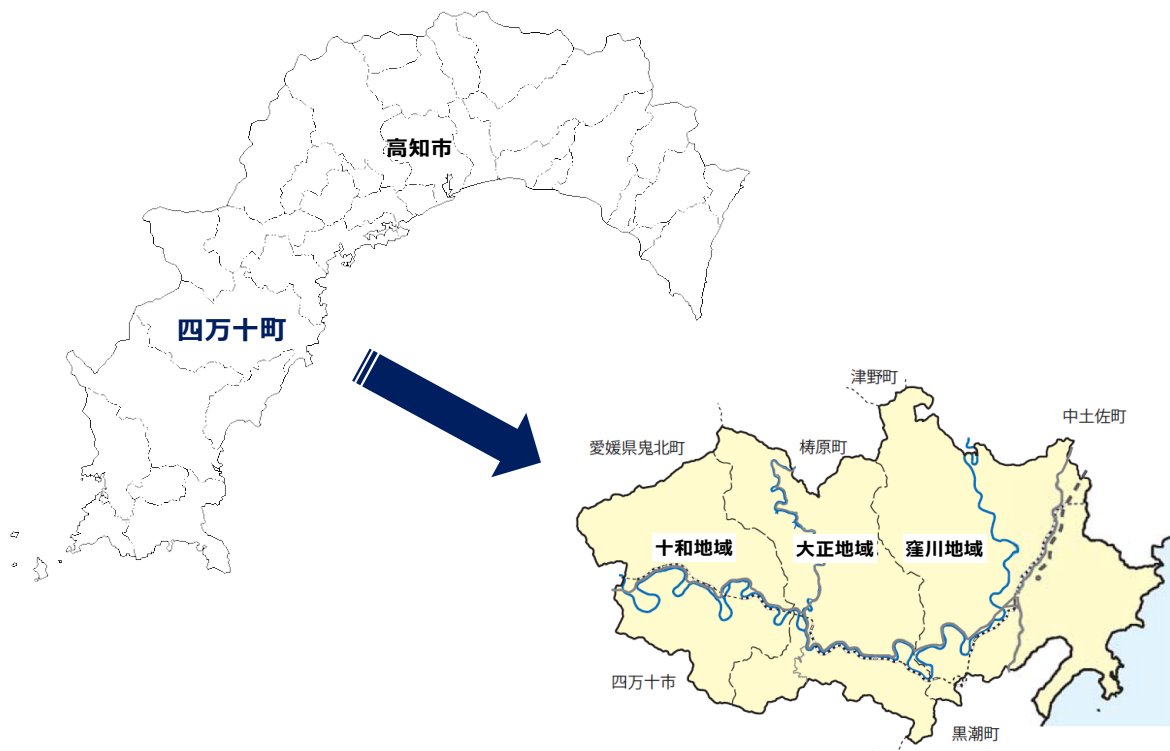 高知市
四万十町
津野町
中土佐町
愛媛県鬼北町
梼原町
十和地域
大正地域
窪川地域
四万十市
黒潮町